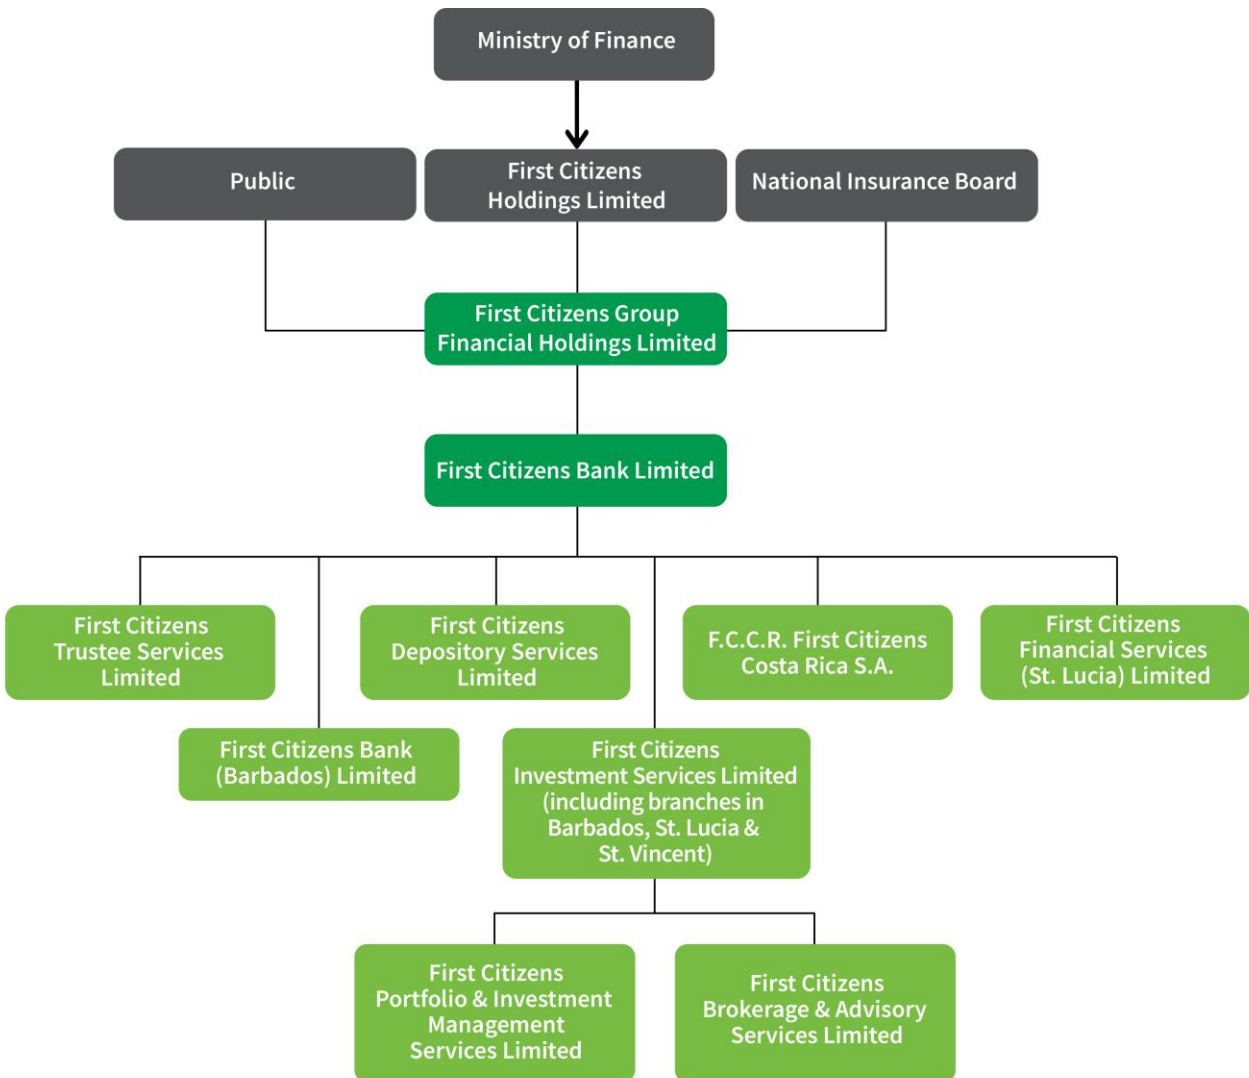 Ministry of Finance
Public
First Citizens
Holdings Limited
National Insurance Board
First Citizens Group
Financial Holdings Limited
First Citizens Bank Limited
First Citizens
Trustee Services
Limited
First Citizens
Depository Services
Limited
F.C.C.R. First Citizens
Costa Rica S.A.
First Citizens
Financial Services
(St. Lucia) Limited
First Citizens Bank
(Barbados) Limited
First Citizens
Investment Services Limited
(including branches in
Barbados, St. Lucia &
St. Vincent)
First Citizens
Portfolio & Investment
Management
Services Limited
First Citizens
Brokerage & Advisory
Services Limited